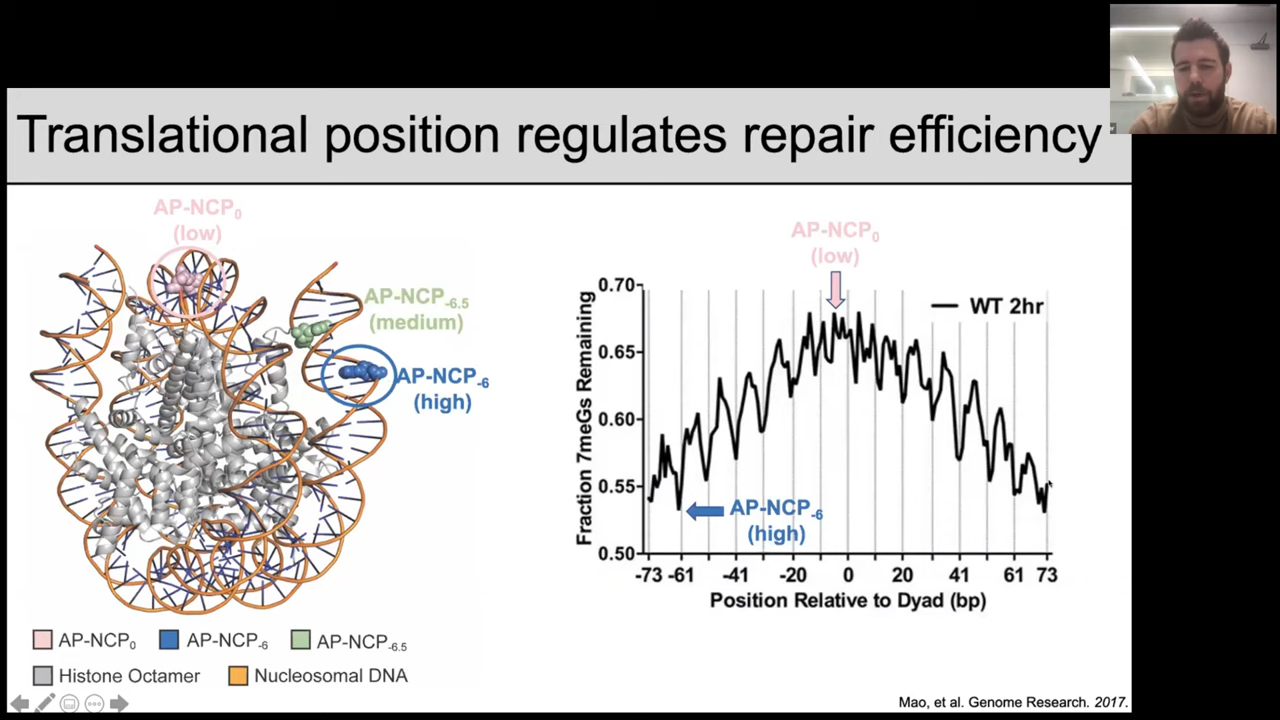 Translational position regulates repair efficiency
AP-NCP0
(low)
AP-NCP-6.5
(medium)
AP-NCP-6
(high)
AP-NCP0
AP-NCP-6
AP-NCP-6.5
Histone Octamer
Nucleosomal DNA
AP-NCP0
(low)
WT 2hr
Fraction 7meGs Remaining
0.70
0.65
0.60
0.55
0.50
AP-NCP-6
(high)
-73 -61 -41 -20 0 20 41 61 73
Position Relative to Dyad (bp)
Mao, et al. Genome Research. 2017.